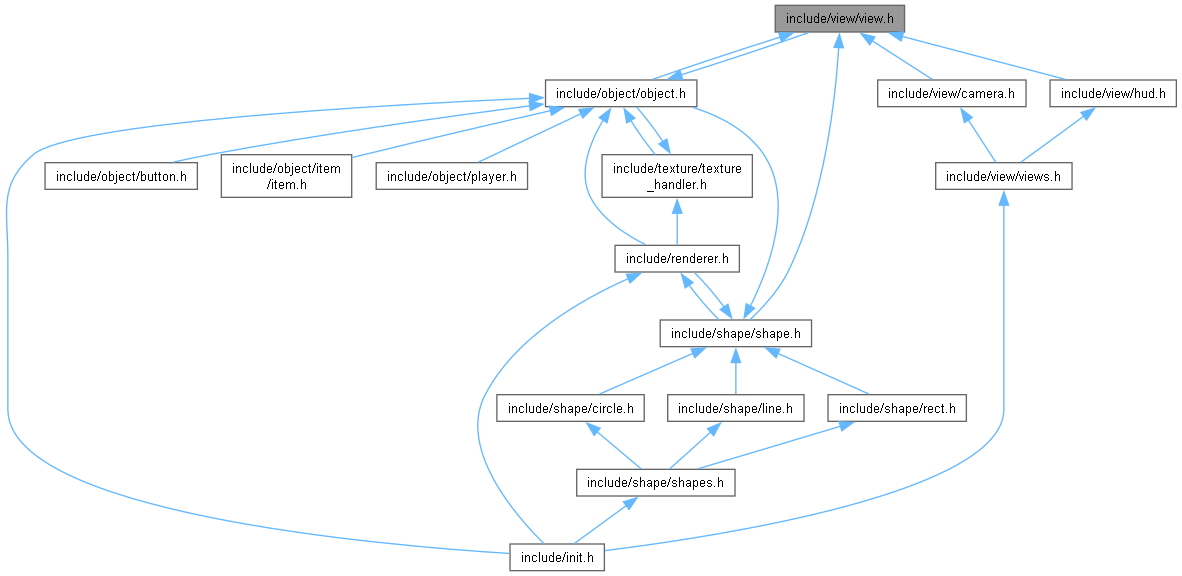 include/view/view.h
include/object/object.h
include/view/camera.h
include/view/hud.h
include/object/button.h
include/object/item
/item.h
include/object/player.h
include/texture/texture
_handler.h
include/view/views.h
include/renderer.h
include/shape/shape.h
include/shape/circle.h
include/shape/line.h
include/shape/rect.h
include/shape/shapes.h
include/init.h